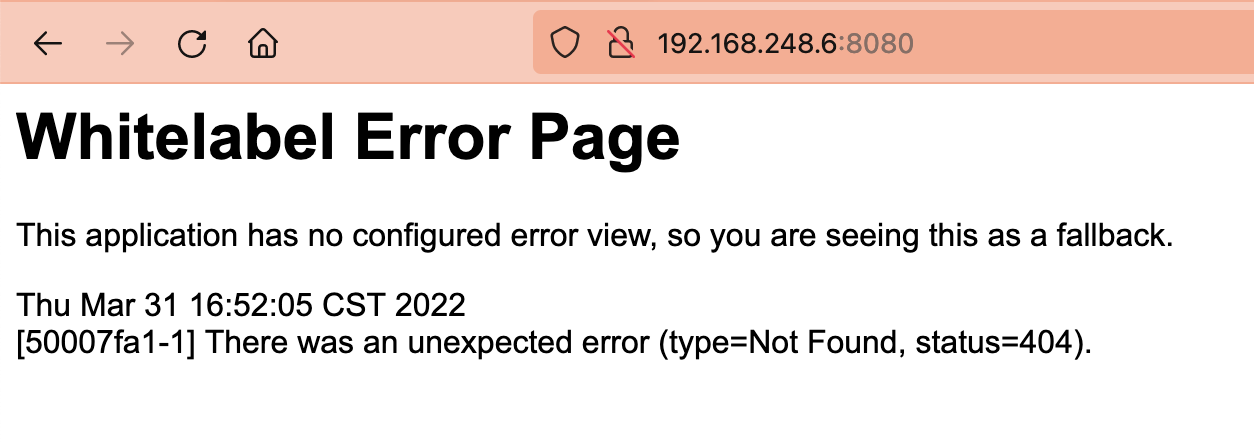 192.168.248.6:8080
Whitelabel Error Page
This application has no configured error view, so you are seeing this as a fallback.
Thu Mar 31 16:52:05 CST 2022
[50007fa1-1] There was an unexpected error (type=Not Found, status=404).